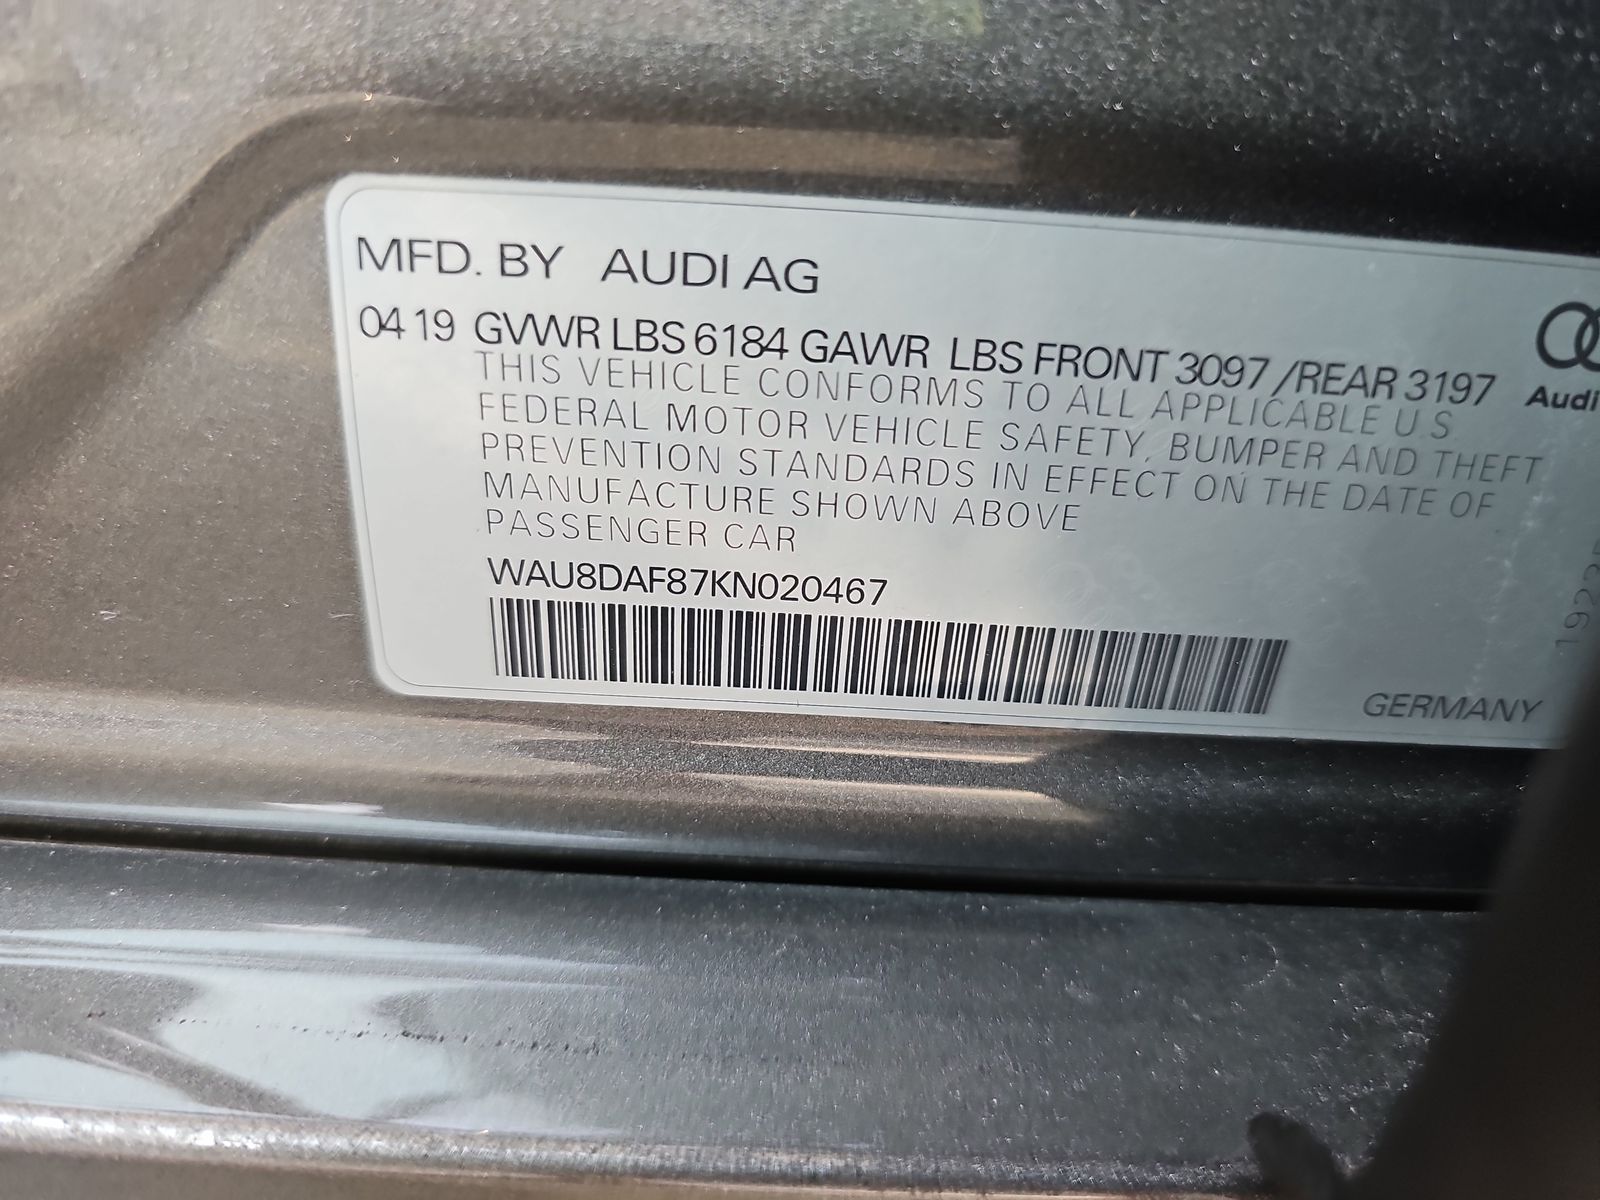 MFD. BY AUDI AG
04 19 GVWR LBS 6184 GAWR LBS FRONT 3097 /REAR 3197
THIS VEHICLE CONFORMS TO ALL APPLICABLE U.S.
FEDERAL MOTOR VEHICLE SAFETY, BUMPER AND THEFT
PREVENTION STANDARDS IN EFFECT ON THE DATE OF
MANUFACTURE SHOWN ABOVE
PASSENGER CAR
WAU8DAF87KN020467
GERMANY
Audi